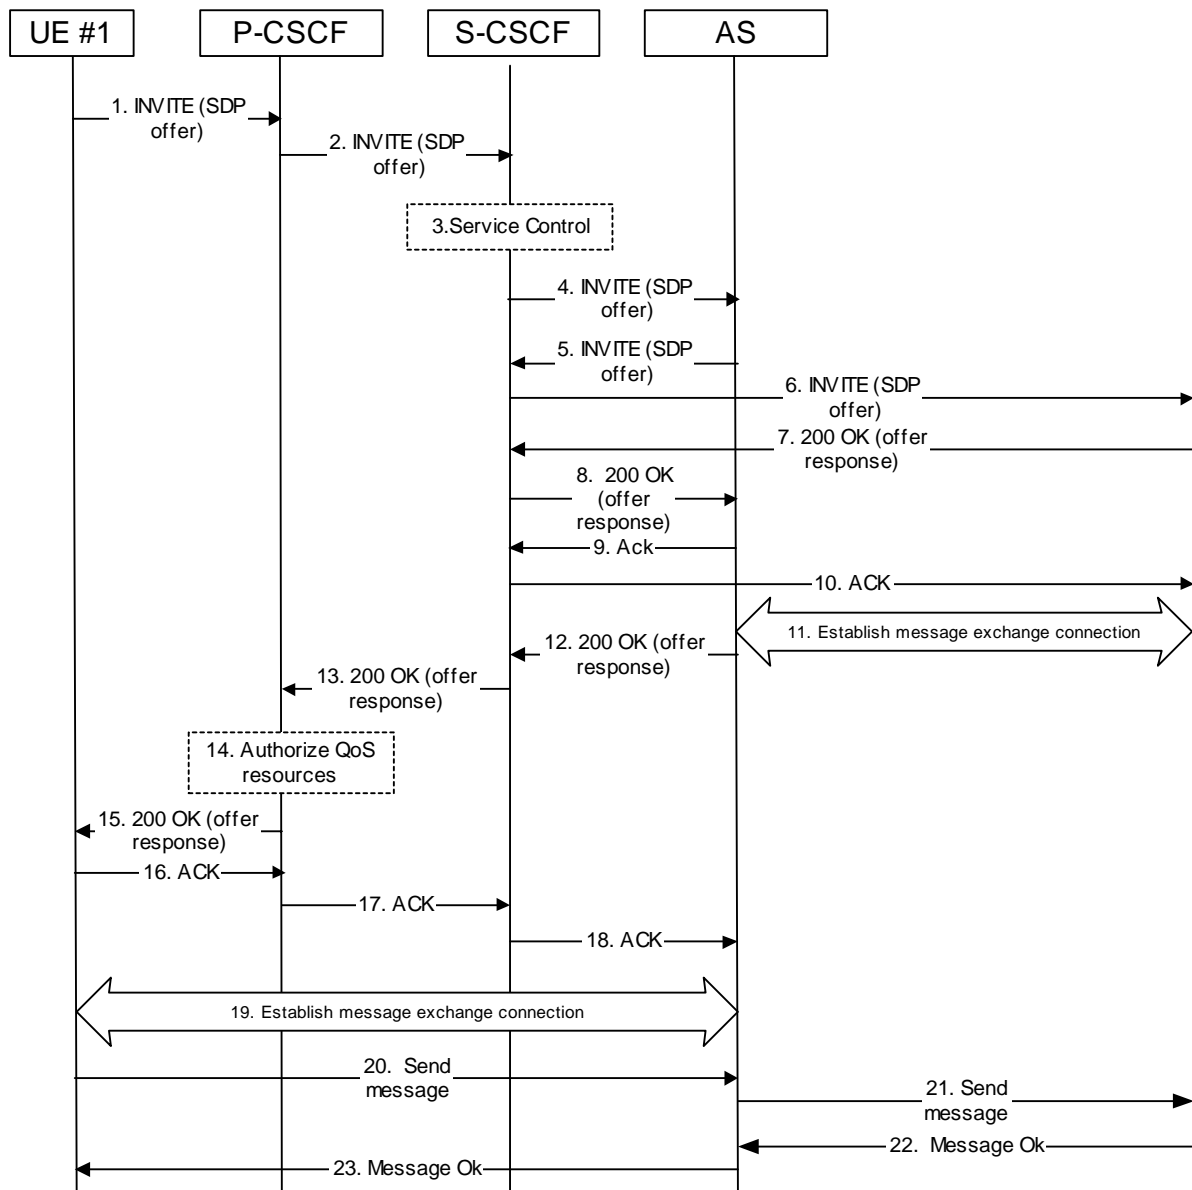 UE #1
P-CSCF
S-CSCF
AS
1. INVITE (SDP
offer)
2. INVITE (SDP
offer)
3.Service Control
4. INVITE (SDP
offer)
5. INVITE (SDP
offer)
6. INVITE (SDP
offer)
7. 200 OK (offer
response)
8. 200 OK
(offer
response)
9. Ack
10. ACK
11. Establish message exchange connection
12. 200 OK (offer
response)
13. 200 OK (offer
response)
14. Authorize QoS
resources
15. 200 OK (offer
response)
16. ACK
17. ACK
18. ACK
19. Establish message exchange connection
20. Send
message
21. Send
message
22. Message Ok
23. Message Ok